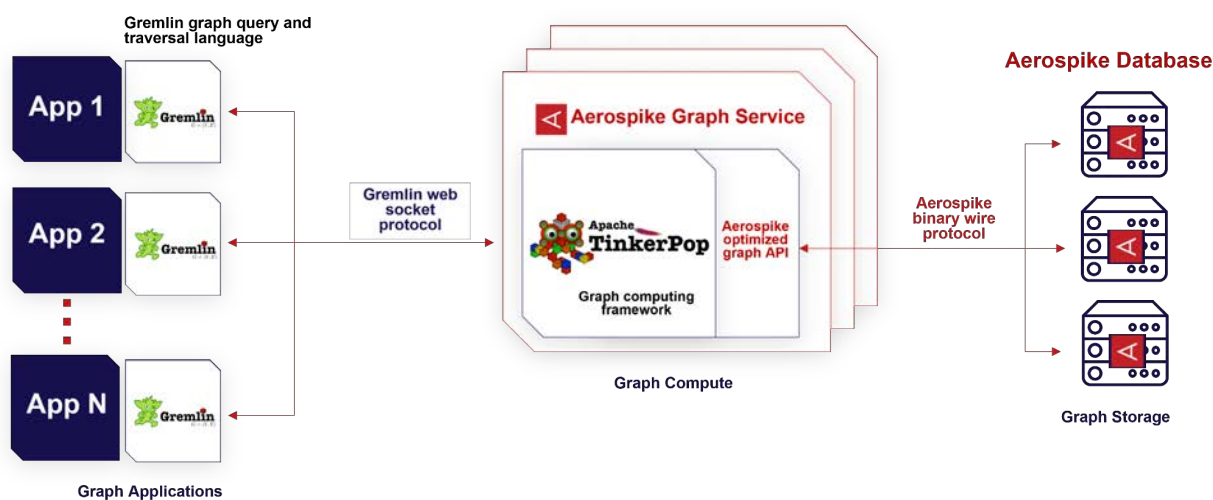 Gremlin graph query and
traversal language
App 1
Gremlin
App 2
Gremlin
App N
Gremlin
Graph Applications
Gremlin web
socket
protocol
Aerospike Graph Service
Apache
TinkerPop
Graph computing
framework
Aerospike
optimized
graph API
Graph Compute
Aerospike
binary wire
protocol
Aerospike Database
Graph Storage